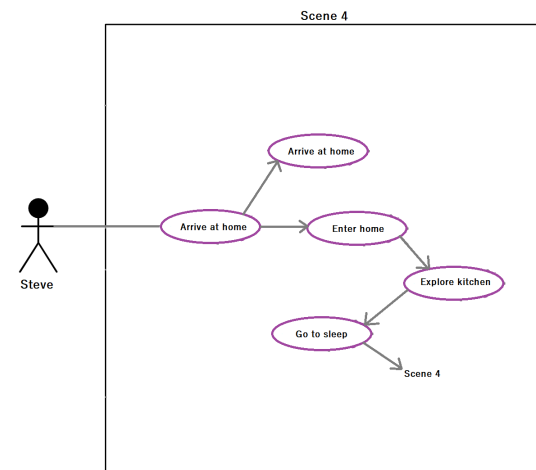 Scene 4
Arrive at home
Arrive at home
Enter home
Steve
Explore kitchen
Go to sleep
Scene 4